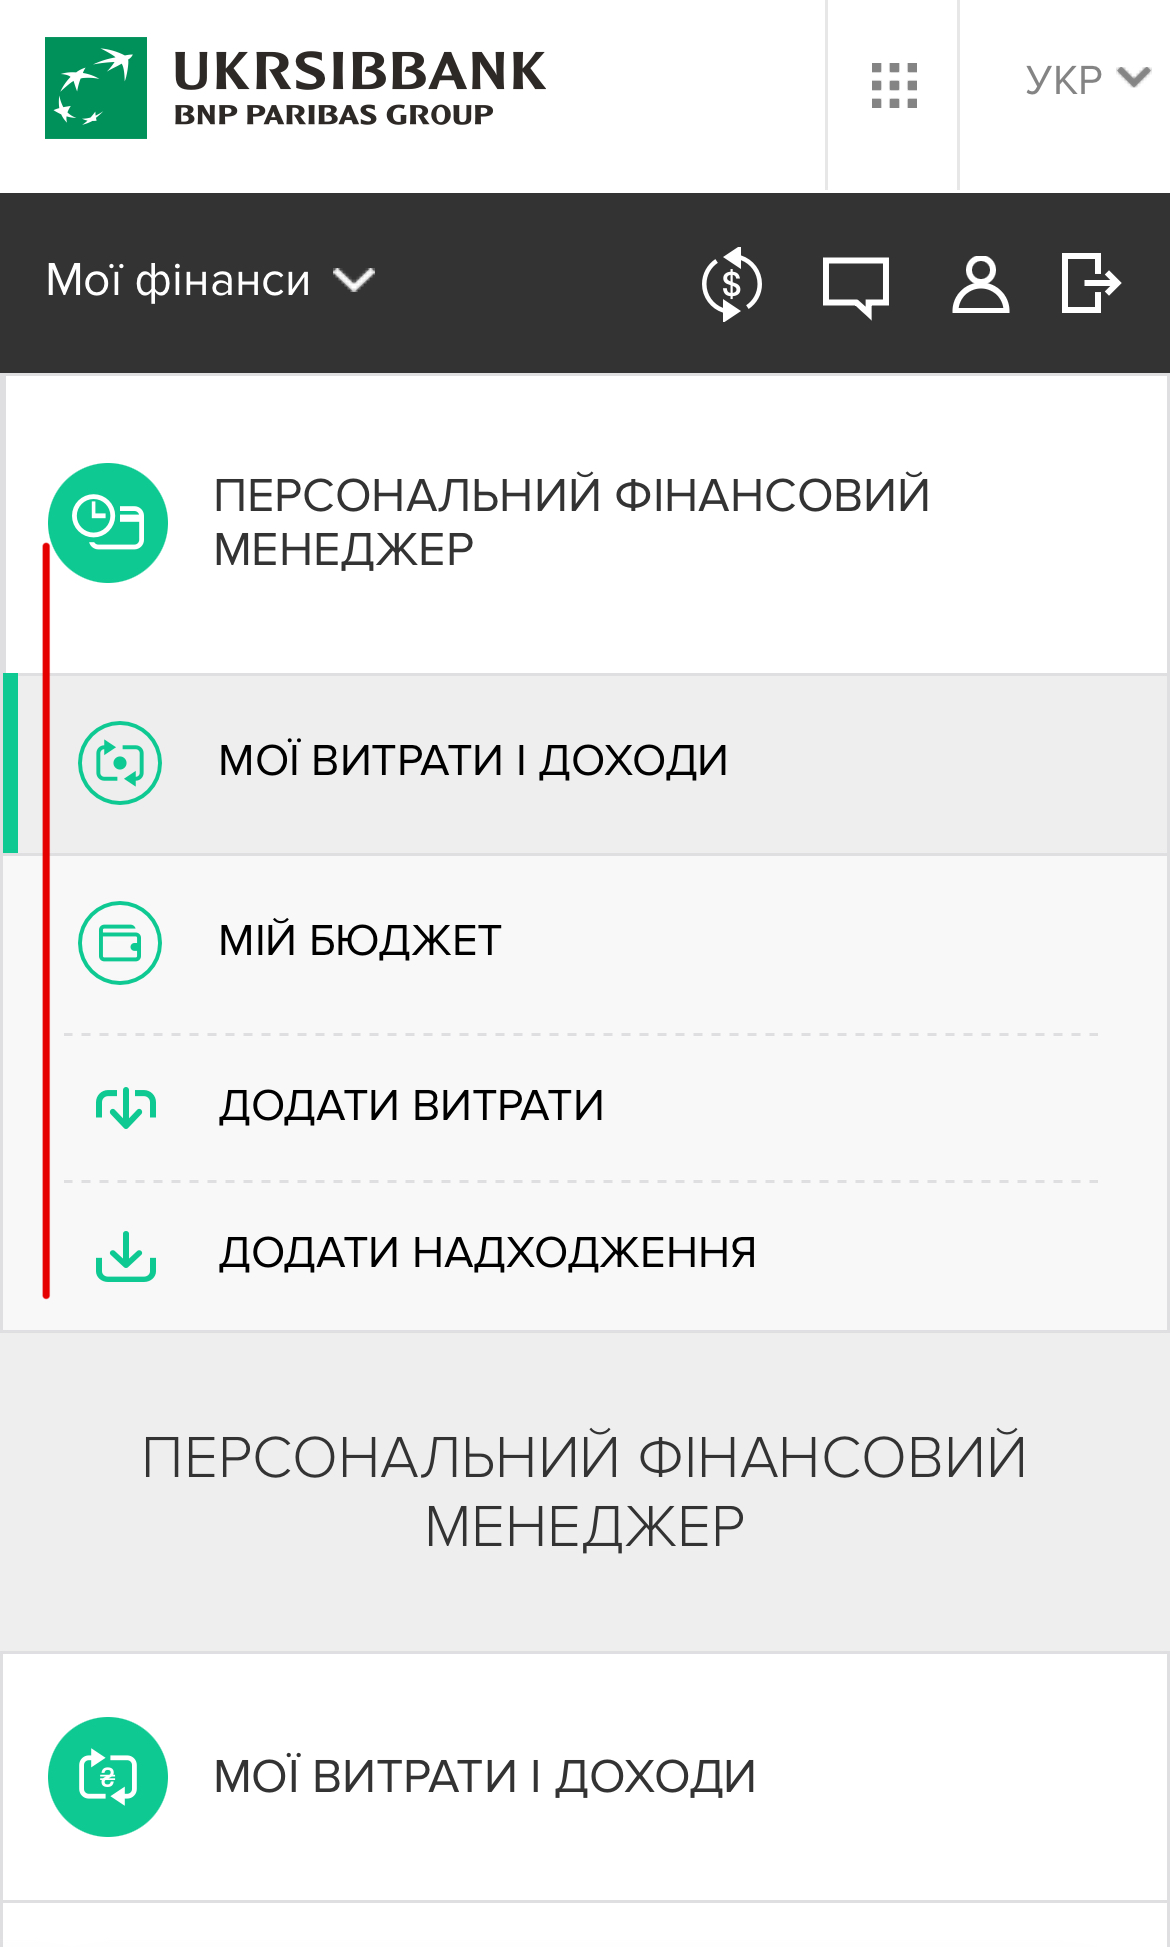 UKRSIBBANK
BNP PARIBAS GROUP
УКР
Мої фінанси
$
ПЕРСОНАЛЬНИЙ ФІНАНСОВИЙ
МЕНЕДЖЕР
МОЇ ВИТРАТИ І ДОХОДИ
МІЙ БЮДЖЕТ
ДОДАТИ ВИТРАТИ
ДОДАТИ НАДХОДЖЕННЯ
ПЕРСОНАЛЬНИЙ ФІНАНСОВИЙ
МЕНЕДЖЕР
₴
МОЇ ВИТРАТИ І ДОХОДИ